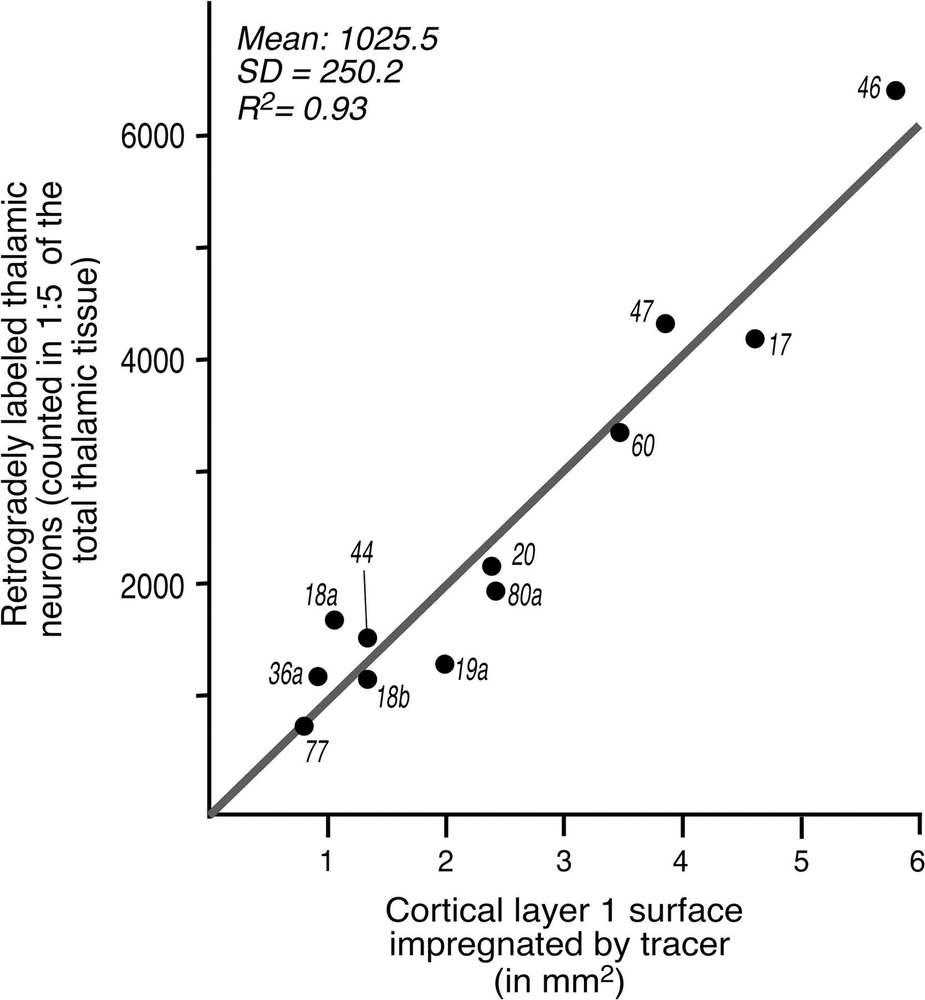 Mean: 1025.5
SD = 250.2
R²= 0.93
Retrogradely labeled thalamic
neurons (counted in 1:5 of the
total thalamic tissue)
6000
4000
2000
46
47
17
60
20
80a
44
18a
36a
19a
18b
77
1 2 3 4 5 6
Cortical layer 1 surface
impregnated by tracer
(in mm²)